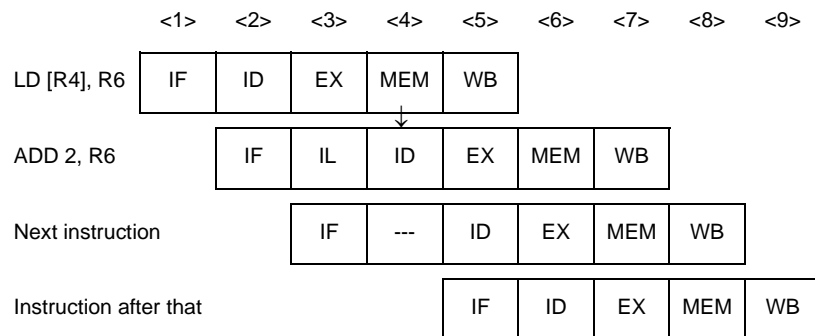 <1> <2> <3> <4> <5> <6> <7> <8> <9>
LD [R4], R6 IF ID EX MEM WB
↓
ADD 2, R6 IF IL ID EX MEM WB
Next instruction IF --- ID EX MEM WB
Instruction after that IF ID EX MEM WB